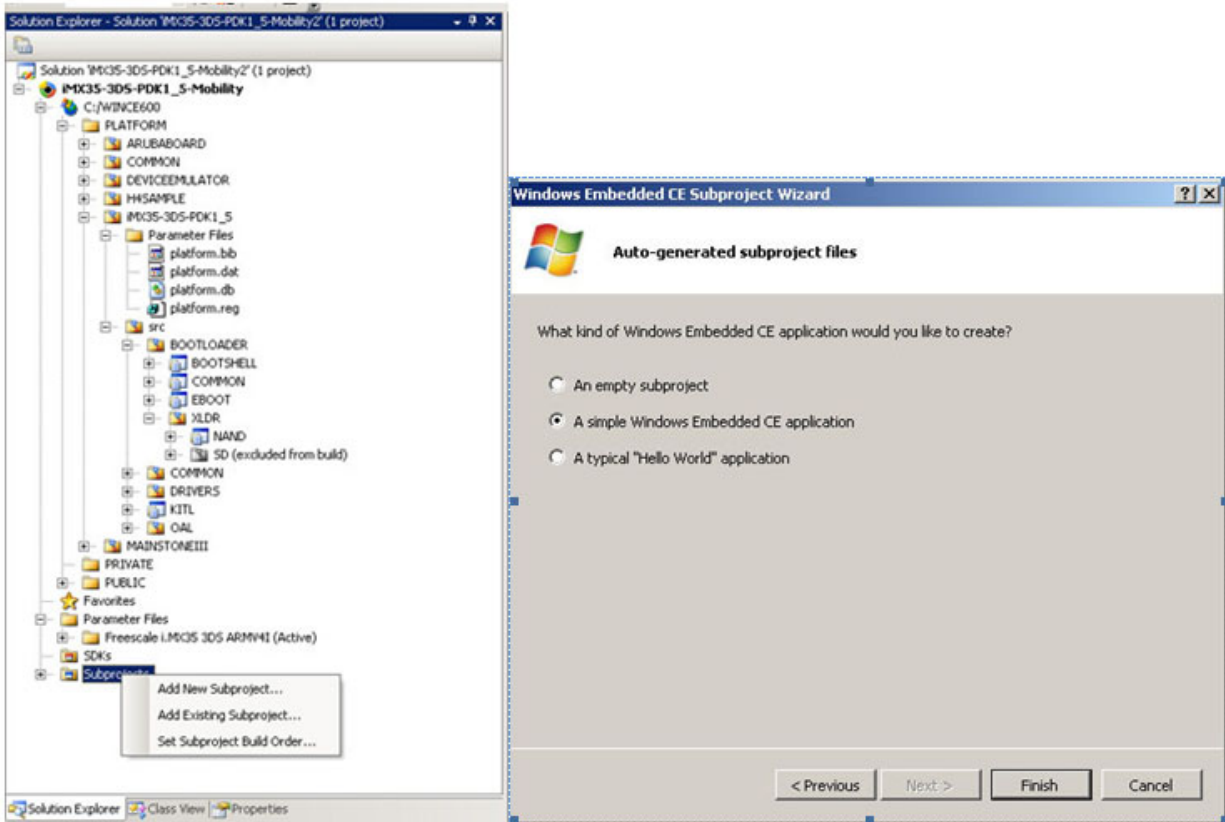 Solution Explorer - Solution 'iMX35-3DS-PDK1_5-Mobility2' (1 project)
Solution 'iMX35-3DS-PDK1_5-Mobility2' (1 project)
iMX35-3DS-PDK1_5-Mobility
C:/WINCE600
PLATFORM
ARUBABOARD
COMMON
DEVICEEMULATOR
H4SAMPLE
iMX35-3DS-PDK1_5
Parameter Files
platform.bib
platform.dat
platform.db
platform.reg
src
BOOTLOADER
BOOTSHELL
COMMON
EBOOT
XLDR
NAND
SD (excluded from build)
COMMON
DRIVERS
KITL
OAL
MAINSTONEIII
PRIVATE
PUBLIC
Favorites
Parameter Files
Freescale i.MX35 3DS ARMV4I (Active)
SDKs
Subprojects
Add New Subproject...
Add Existing Subproject...
Set Subproject Build Order...
Solution Explorer Class View Properties
Windows Embedded CE Subproject Wizard
Auto-generated subproject files
What kind of Windows Embedded CE application would you like to create?
An empty subproject
A simple Windows Embedded CE application
A typical "Hello World" application
< Previous Next > Finish Cancel